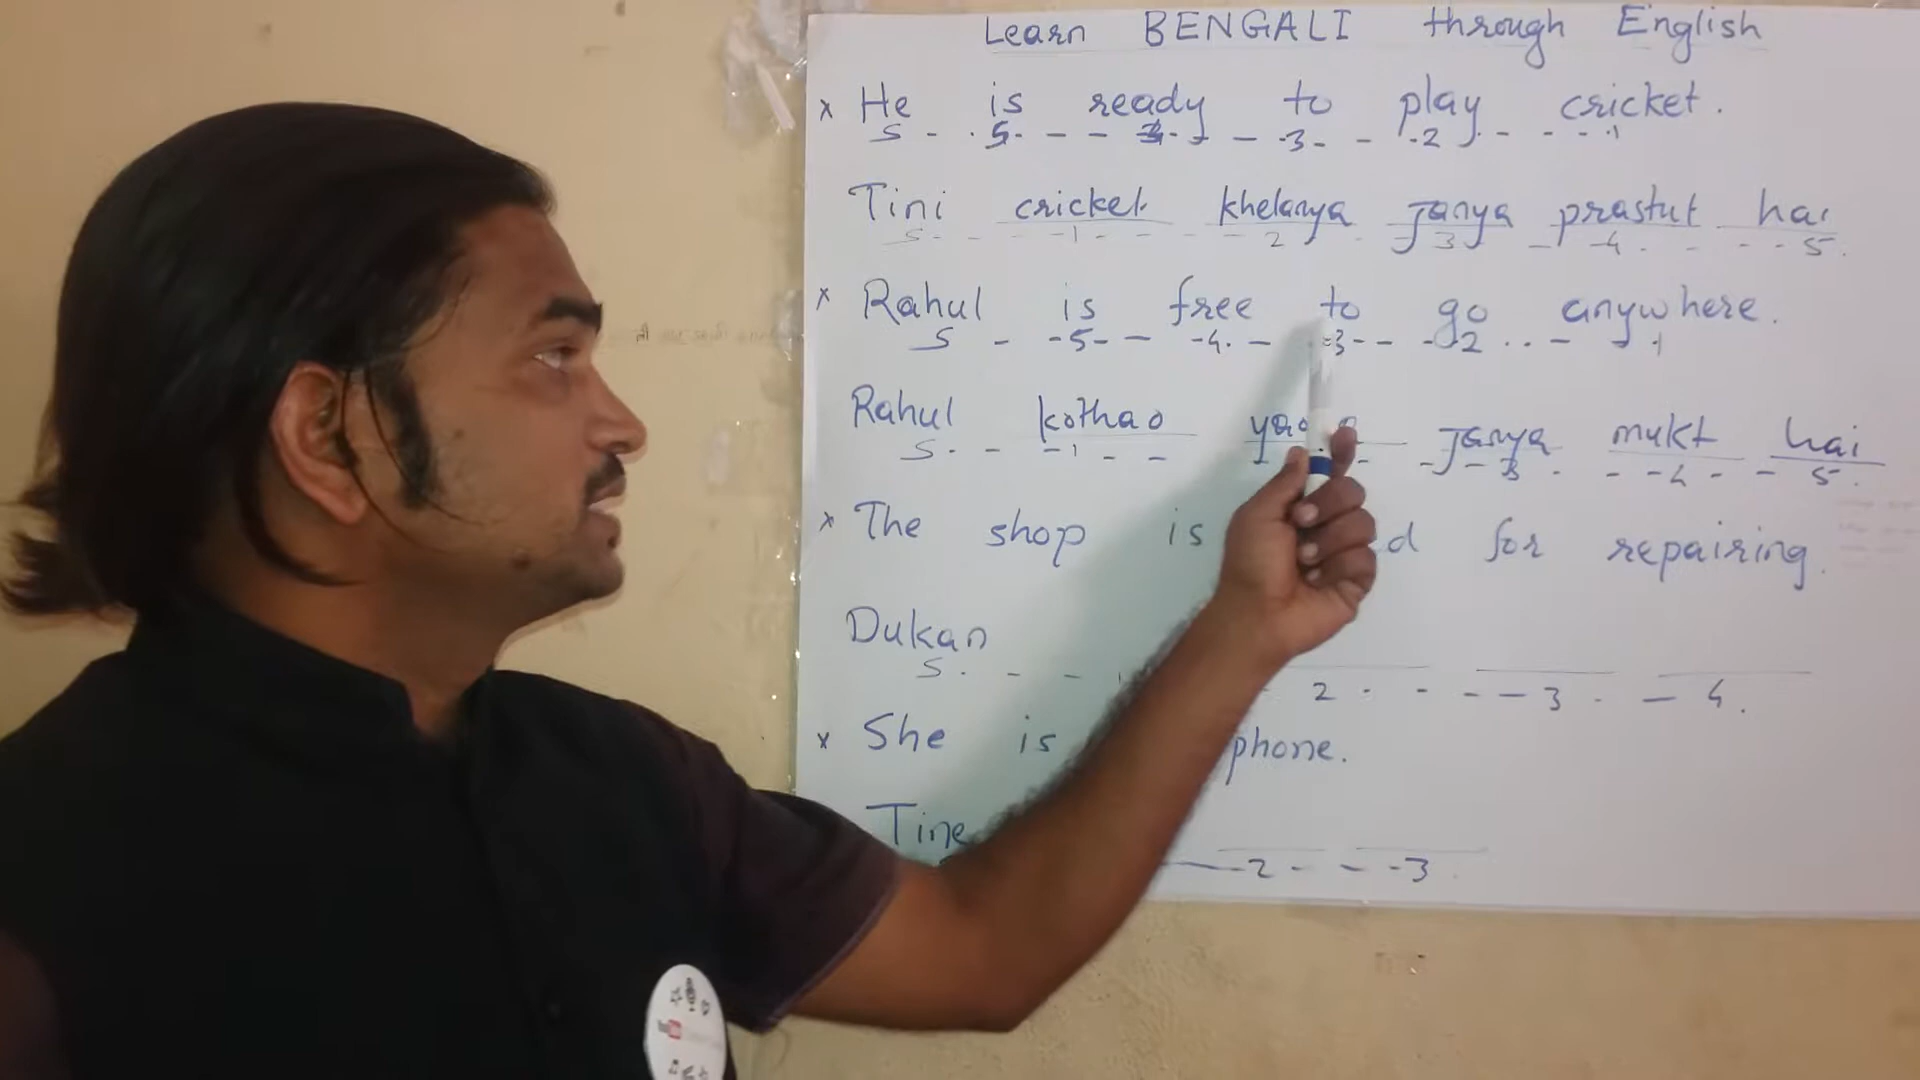 Learn BENGALI through English
x He is ready to play cricket.
S - . 5. - - 4. - - .3. - .2 . - - - .1
Tini cricket khelanya Janya prastut hai
S. - - - 1 - - - - 2 . - 3 - -4. - - - 5.
x Rahul is free to go anywhere.
S - -5- - -4. - =3-- -2 . . - - .1
Rahul kothao Janya mukt hai
S. - -1 - - - - - 3 . - -4 - - 5.
x The shop is for repairing.
Dukan
S. - - 2 . - - - 3 . - 4.
x She is phone.
Tine
-2- - -3